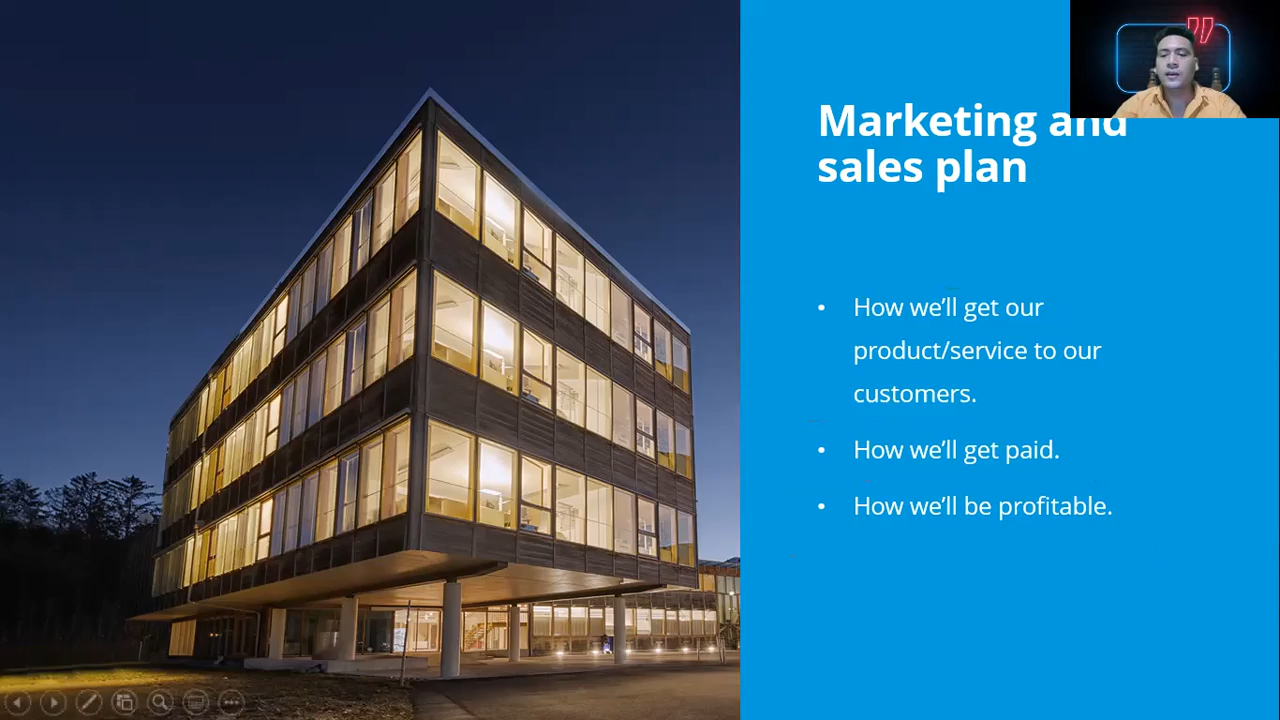 Marketing and
sales plan
• How we’ll get our
product/service to our
customers.
• How we’ll get paid.
• How we’ll be profitable.